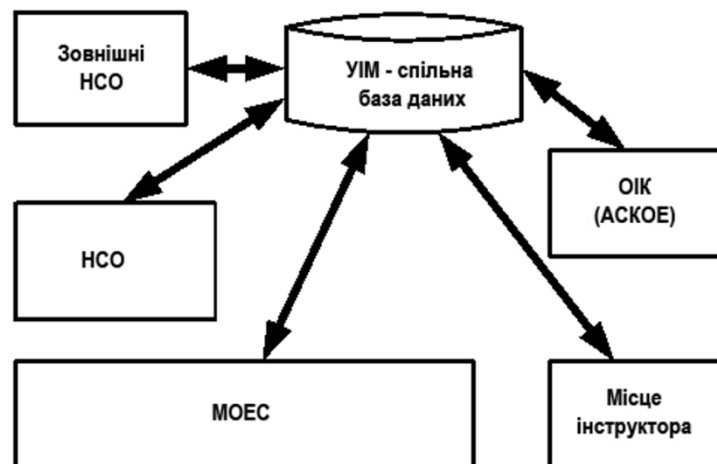 Зовнішні
НСО
УІМ - спільна
база даних
ОІК
(АСКОЕ)
НСО
МОЕС
Місце
інструктора